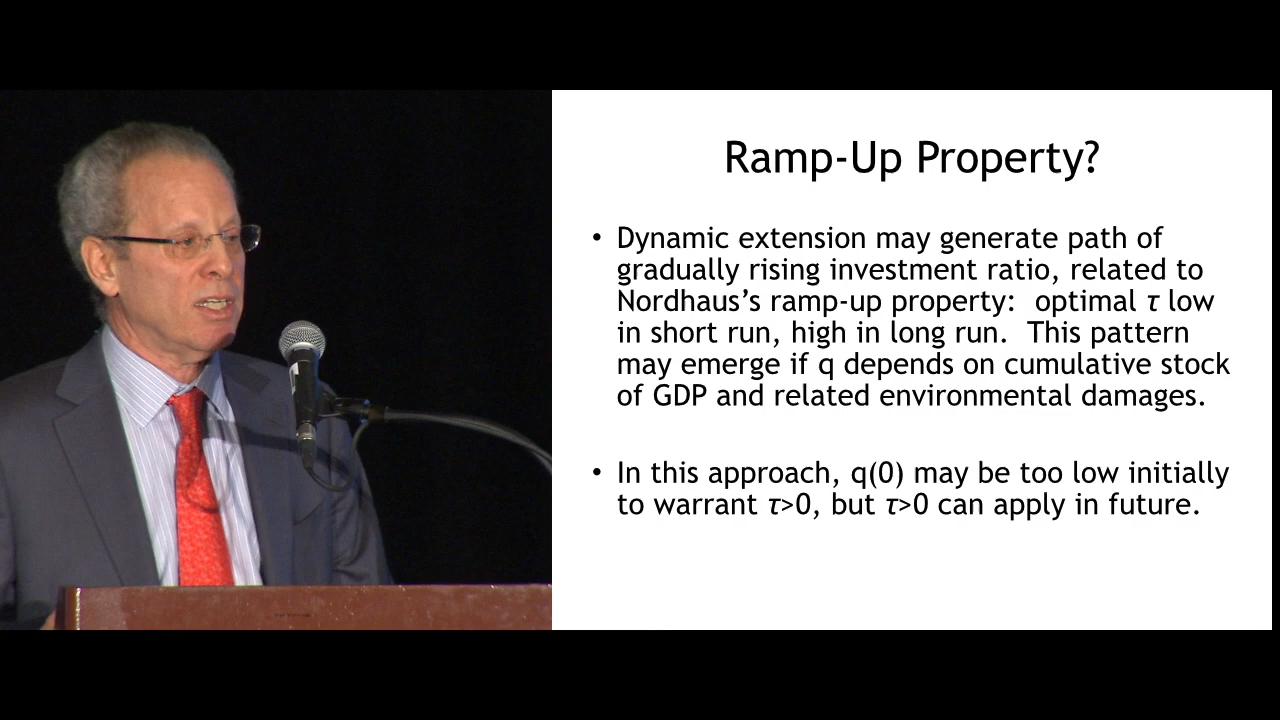 Ramp-Up Property?
• Dynamic extension may generate path of
gradually rising investment ratio, related to
Nordhaus’s ramp-up property:  optimal τ low
in short run, high in long run.  This pattern
may emerge if q depends on cumulative stock
of GDP and related environmental damages.
• In this approach, q(0) may be too low initially
to warrant τ>0, but τ>0 can apply in future.